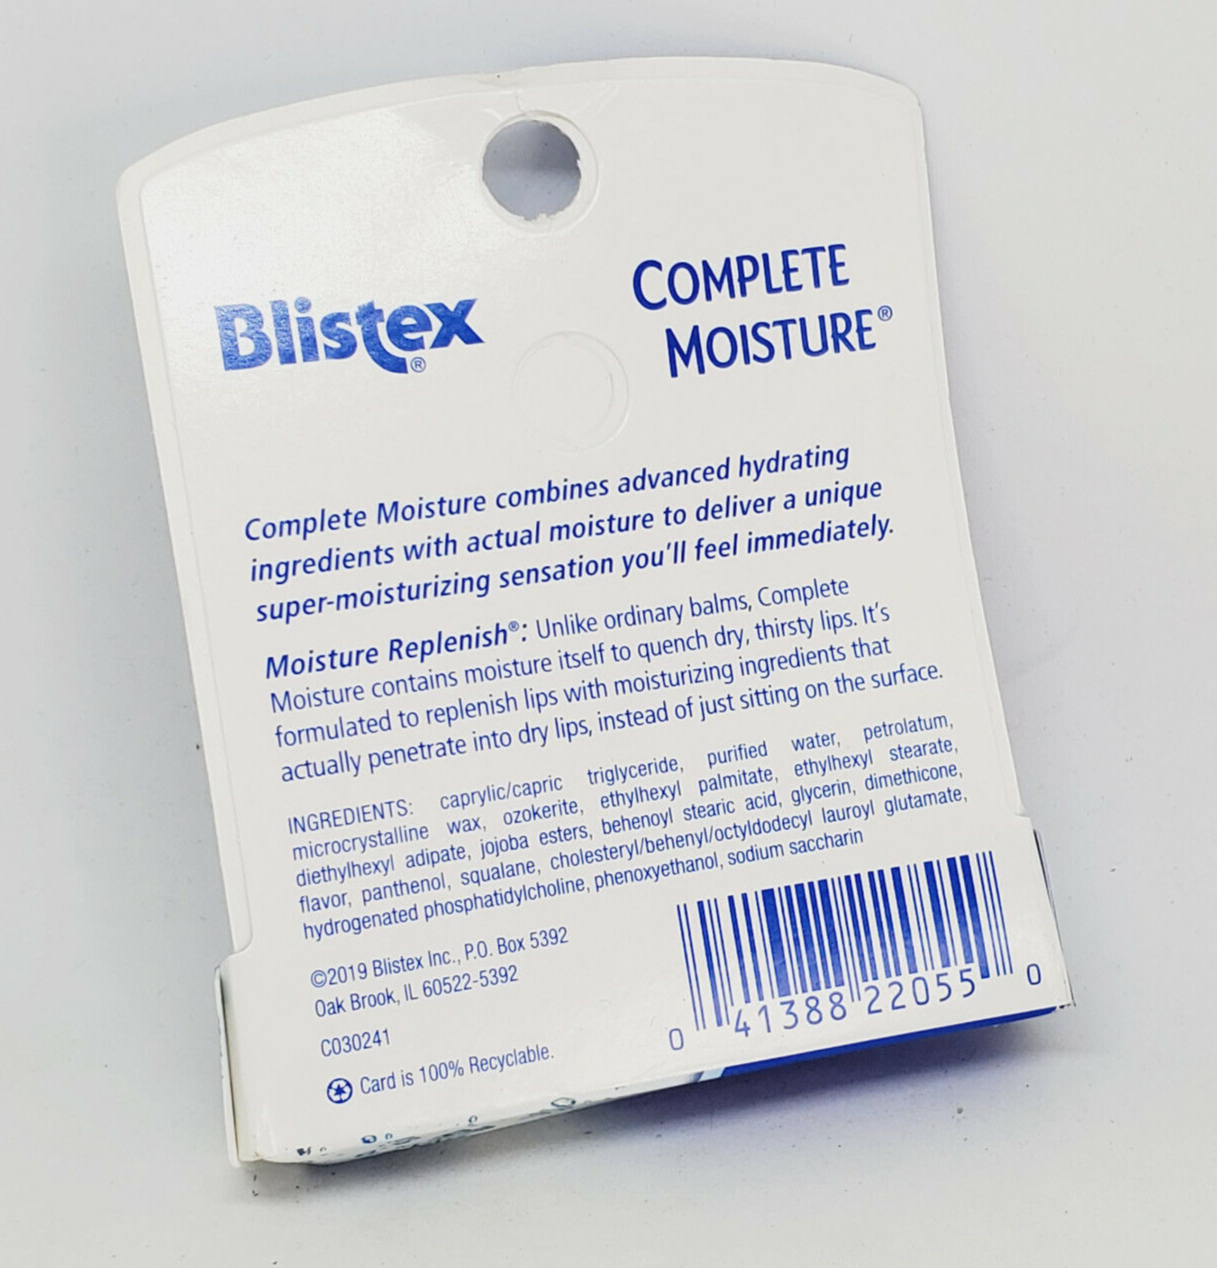 Blistex®
COMPLETE
MOISTURE®
Complete Moisture combines advanced hydrating
ingredients with actual moisture to deliver a unique
super-moisturizing sensation you'll feel immediately.
Moisture Replenish®: Unlike ordinary balms, Complete
Moisture contains moisture itself to quench dry, thirsty lips. It's
formulated to replenish lips with moisturizing ingredients that
actually penetrate into dry lips, instead of just sitting on the surface.
INGREDIENTS: caprylic/capric triglyceride, purified water, petrolatum,
microcrystalline wax, ozokerite, ethylhexyl palmitate, ethylhexyl stearate,
diethylhexyl adipate, jojoba esters, behenoyl stearic acid, glycerin, dimethicone,
flavor, panthenol, squalane, cholesteryl/behenyl/octyldodecyl lauroyl glutamate,
hydrogenated phosphatidylcholine, phenoxyethanol, sodium saccharin
©2019 Blistex Inc., P.O. Box 5392
Oak Brook, IL 60522-5392
C030241
Card is 100% Recyclable.
0 41388 22055 0